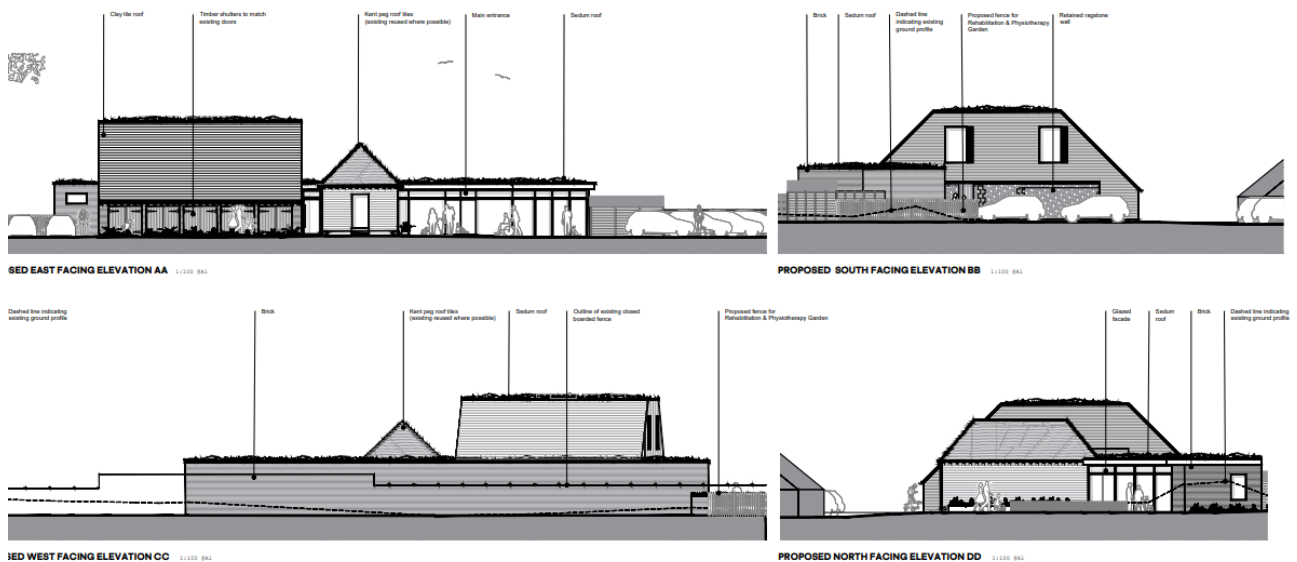 Clay tile roof
Timber shutters to match
existing doors
Kent peg roof tiles
(existing reused where possible)
Main entrance
Sedum roof
Brick
Sedum roof
Dashed line
indicating existing
ground profile
Proposed fence for
Rehabilitation & Physiotherapy
Garden
Retained ragstone
wall
SED EAST FACING ELEVATION AA 1:100 @A1
PROPOSED SOUTH FACING ELEVATION BB 1:100 @A1
Dashed line indicating
existing ground profile
Brick
Kent peg roof tiles
(existing reused where possible)
Sedum roof
Outline of existing closed
boarded fence
Proposed fence for
Rehabilitation & Physiotherapy Garden
Glazed
facade
Sedum
roof
Brick
Dashed line indicating
existing ground profile
SED WEST FACING ELEVATION CC 1:100 @A1
PROPOSED NORTH FACING ELEVATION DD 1:100 @A1